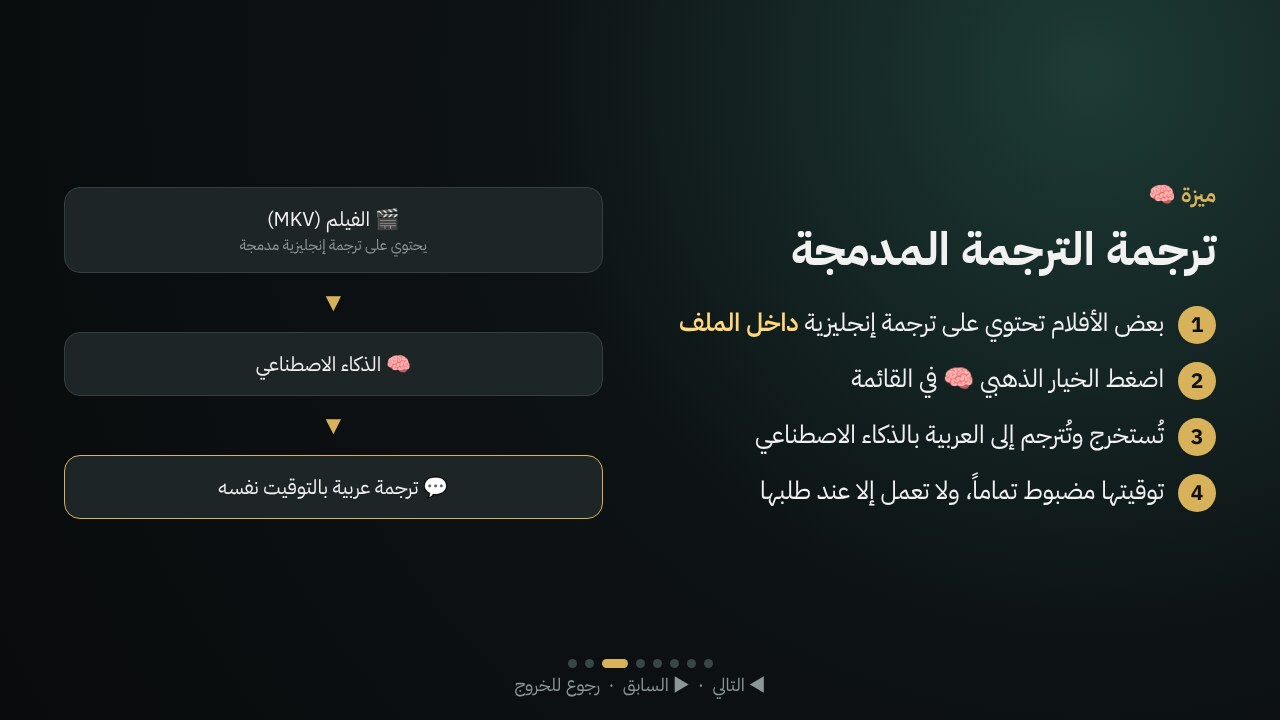 ميزة 🧠
ترجمة الترجمة المدمجة
1 بعض الأفلام تحتوي على ترجمة إنجليزية داخل الملف
2 اضغط الخيار الذهبي 🧠 في القائمة
3 تُستخرج وتُترجم إلى العربية بالذكاء الاصطناعي
4 توقيتها مضبوط تماماً، ولا تعمل إلا عند طلبها
🎬 الفيلم (MKV)
يحتوي على ترجمة إنجليزية مدمجة
▼
🧠 الذكاء الاصطناعي
▼
💬 ترجمة عربية بالتوقيت نفسه
◀ التالي · ▶ السابق · رجوع للخروج